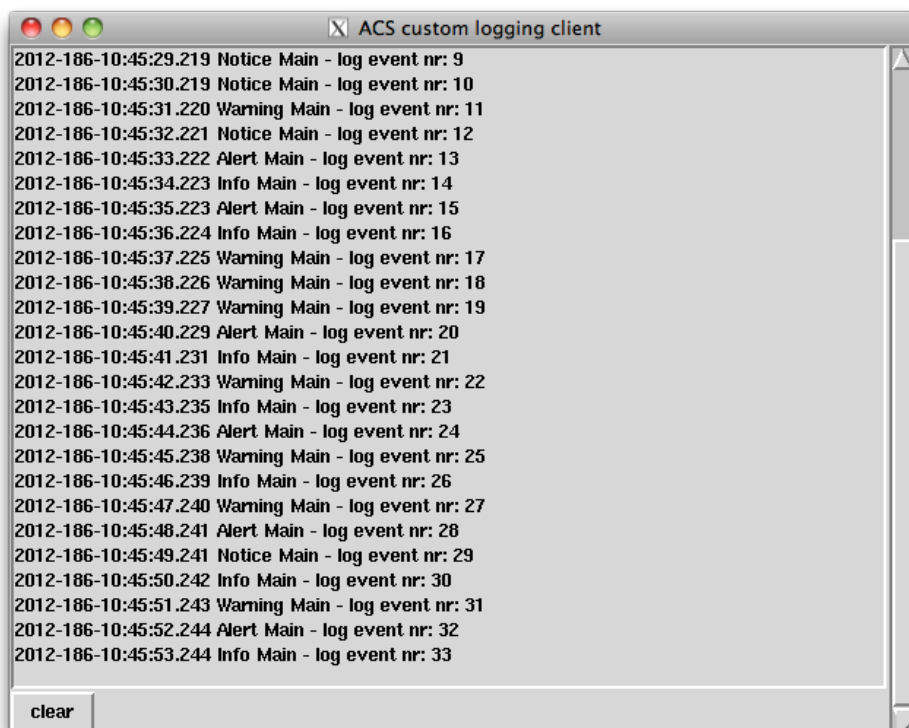 ACS custom logging client
2012-186-10:45:29.219 Notice Main - log event nr: 9
2012-186-10:45:30.219 Notice Main - log event nr: 10
2012-186-10:45:31.220 Warning Main - log event nr: 11
2012-186-10:45:32.221 Notice Main - log event nr: 12
2012-186-10:45:33.222 Alert Main - log event nr: 13
2012-186-10:45:34.223 Info Main - log event nr: 14
2012-186-10:45:35.223 Alert Main - log event nr: 15
2012-186-10:45:36.224 Info Main - log event nr: 16
2012-186-10:45:37.225 Warning Main - log event nr: 17
2012-186-10:45:38.226 Warning Main - log event nr: 18
2012-186-10:45:39.227 Warning Main - log event nr: 19
2012-186-10:45:40.229 Alert Main - log event nr: 20
2012-186-10:45:41.231 Info Main - log event nr: 21
2012-186-10:45:42.233 Warning Main - log event nr: 22
2012-186-10:45:43.235 Info Main - log event nr: 23
2012-186-10:45:44.236 Alert Main - log event nr: 24
2012-186-10:45:45.238 Warning Main - log event nr: 25
2012-186-10:45:46.239 Info Main - log event nr: 26
2012-186-10:45:47.240 Warning Main - log event nr: 27
2012-186-10:45:48.241 Alert Main - log event nr: 28
2012-186-10:45:49.241 Notice Main - log event nr: 29
2012-186-10:45:50.242 Info Main - log event nr: 30
2012-186-10:45:51.243 Warning Main - log event nr: 31
2012-186-10:45:52.244 Alert Main - log event nr: 32
2012-186-10:45:53.244 Info Main - log event nr: 33
clear